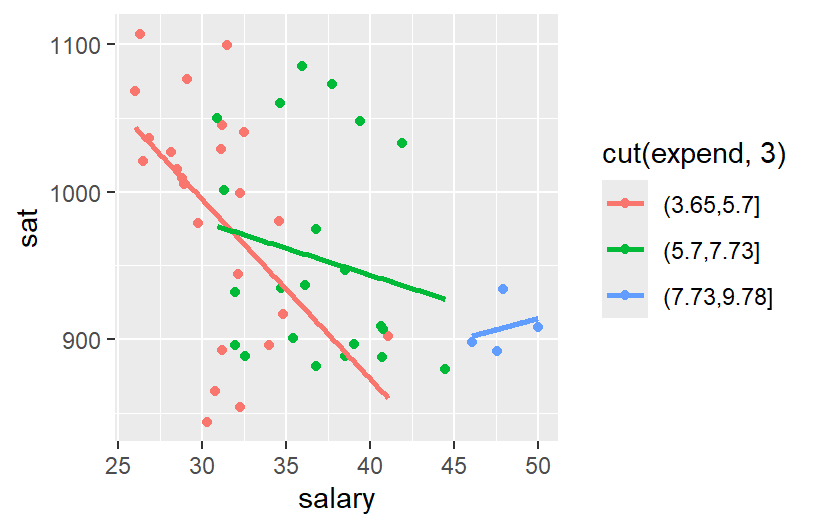 1100
1000
900
sat
25 30 35 40 45 50
salary
cut(expend, 3)
(3.65,5.7]
(5.7,7.73]
(7.73,9.78]